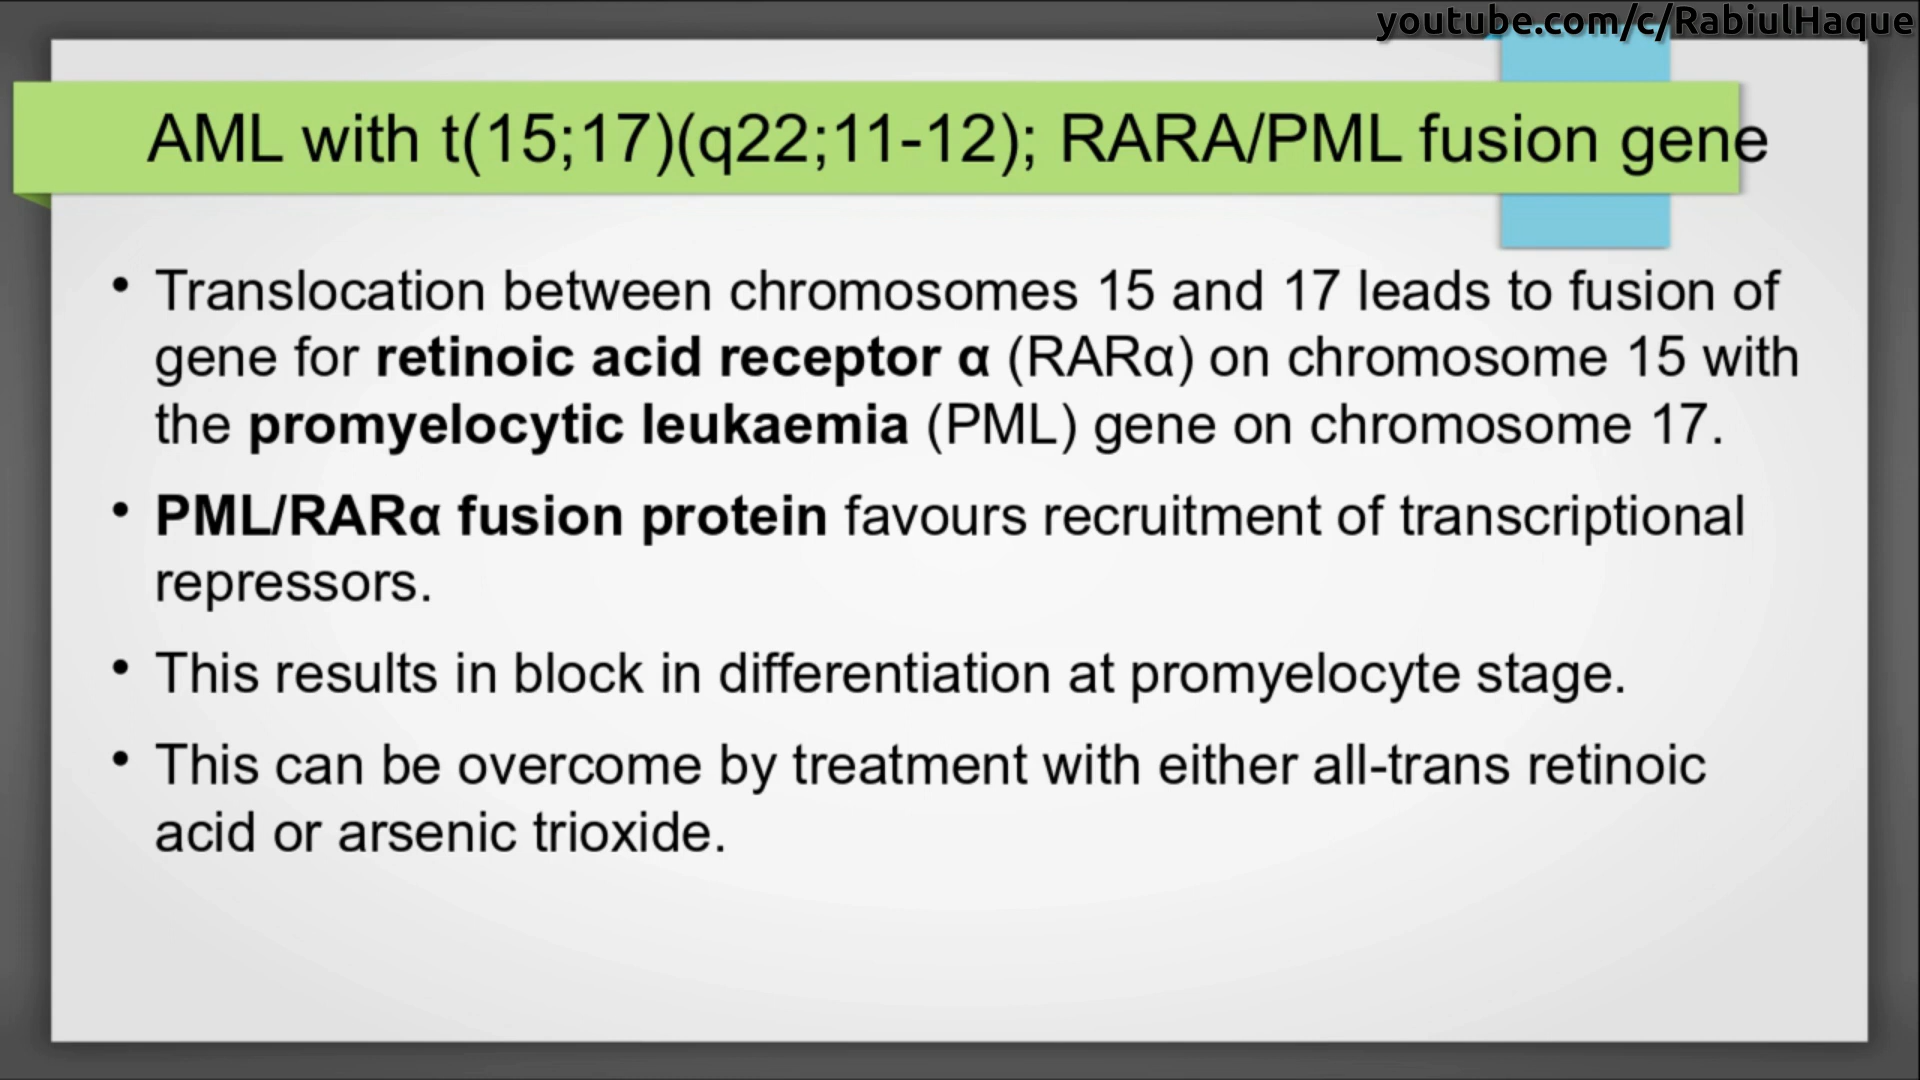 youtube.com/c/RabiulHaque
AML with t(15;17)(q22;11-12); RARA/PML fusion gene
• Translocation between chromosomes 15 and 17 leads to fusion of
gene for retinoic acid receptor α (RARα) on chromosome 15 with
the promyelocytic leukaemia (PML) gene on chromosome 17.
• PML/RARα fusion protein favours recruitment of transcriptional
repressors.
• This results in block in differentiation at promyelocyte stage.
• This can be overcome by treatment with either all-trans retinoic
acid or arsenic trioxide.